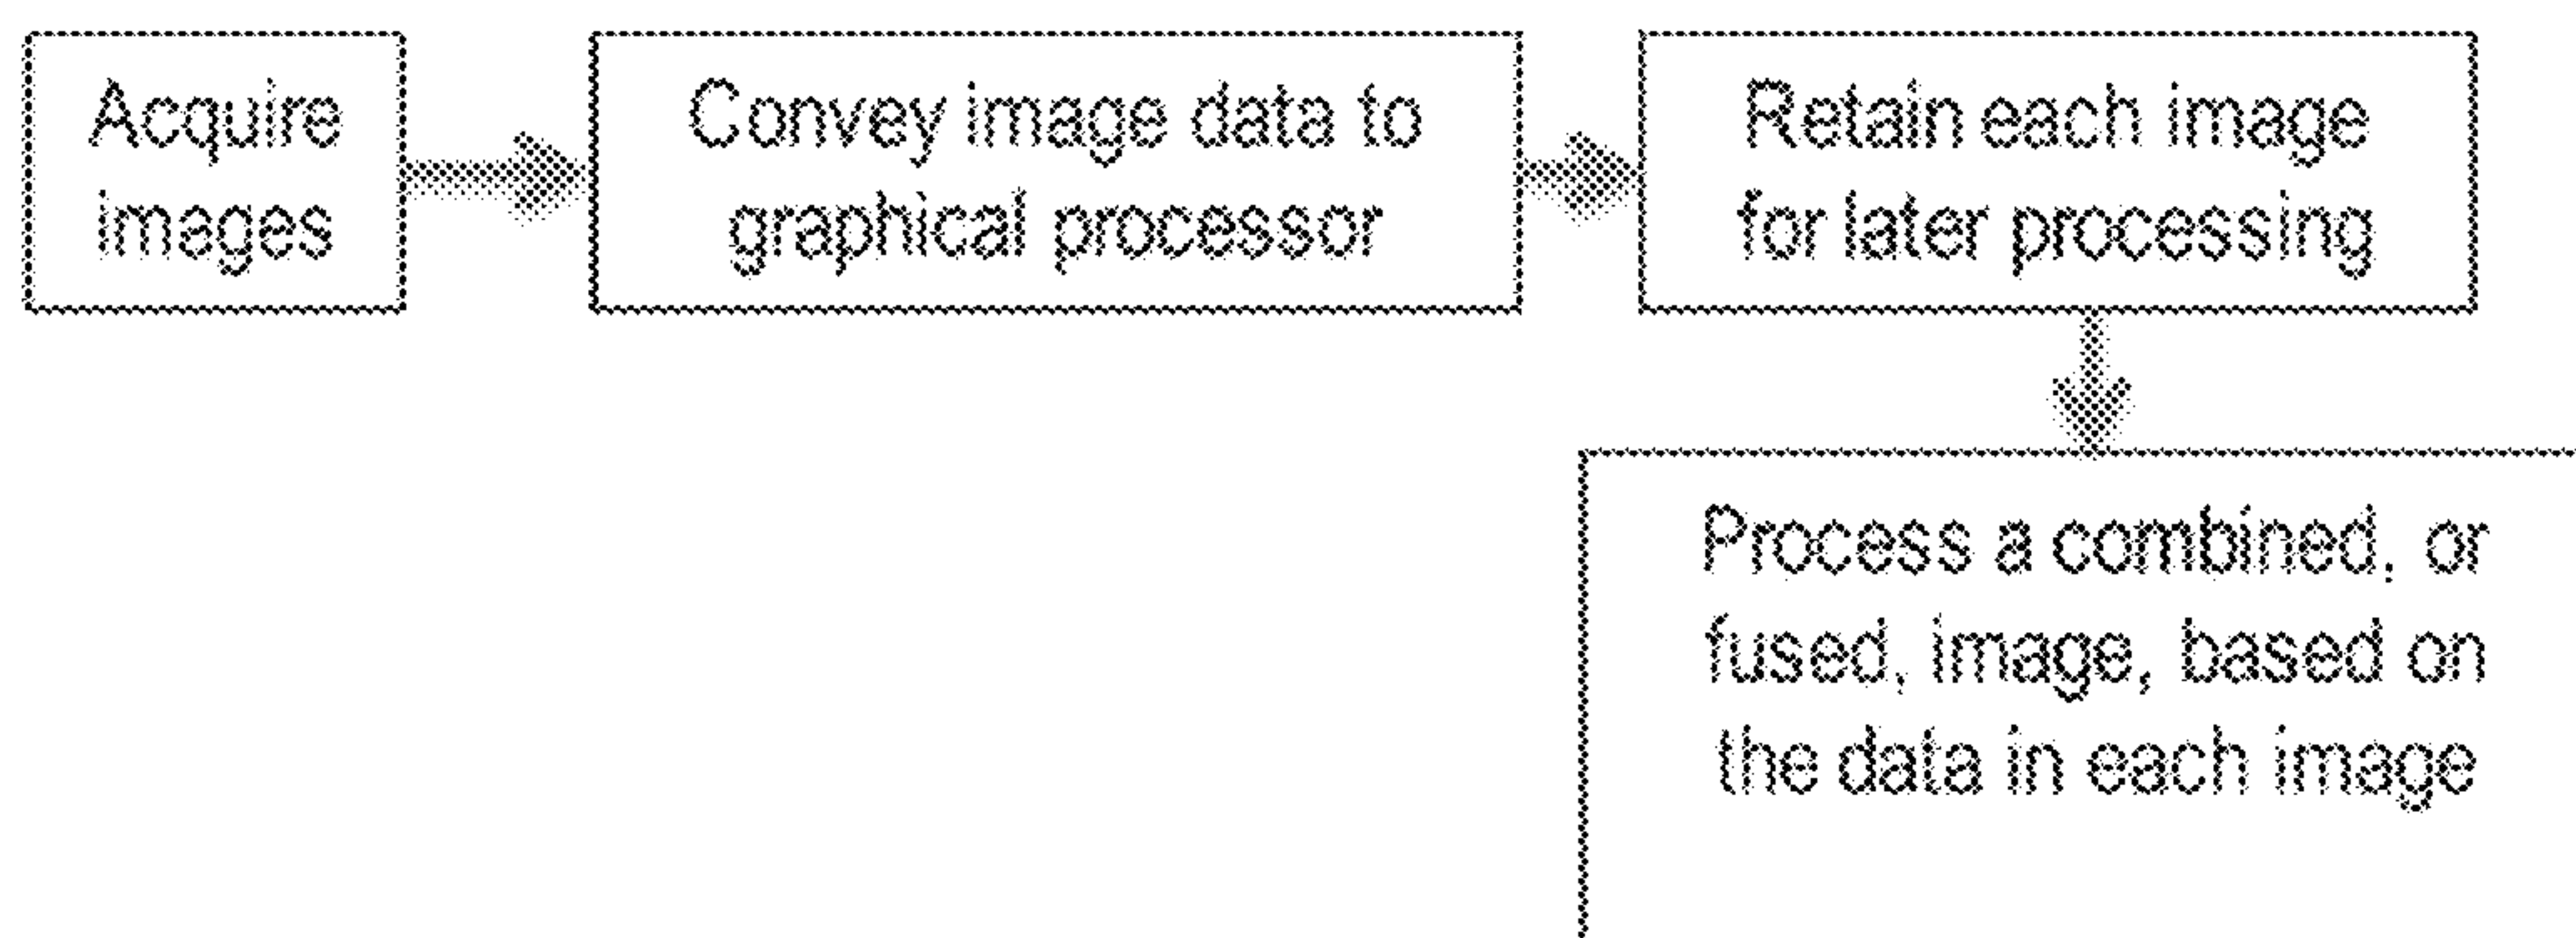 Acquire
images
Convey image data to
graphical processor
Retain each image
for later processing
Process a combined, or
fused, image, based on
the data in each image